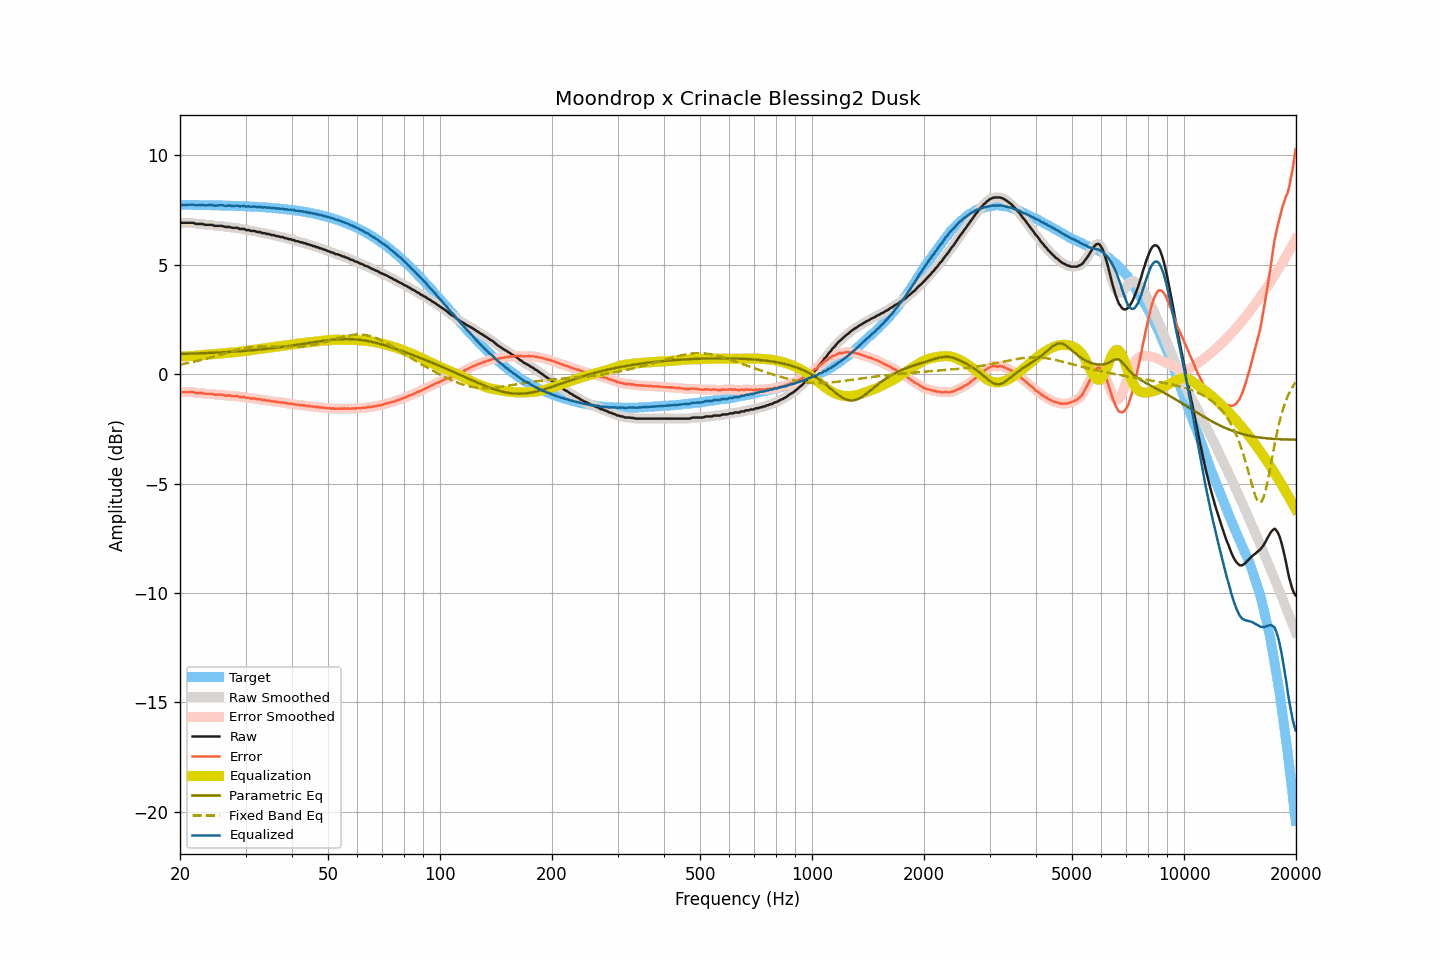 Moondrop x Crinacle Blessing2 Dusk
10
5
0
−5
−10
−15
−20
Amplitude (dBr)
Target
Raw Smoothed
Error Smoothed
Raw
Error
Equalization
Parametric Eq
Fixed Band Eq
Equalized
20 50 100 200 500 1000 2000 5000 10000 20000
Frequency (Hz)